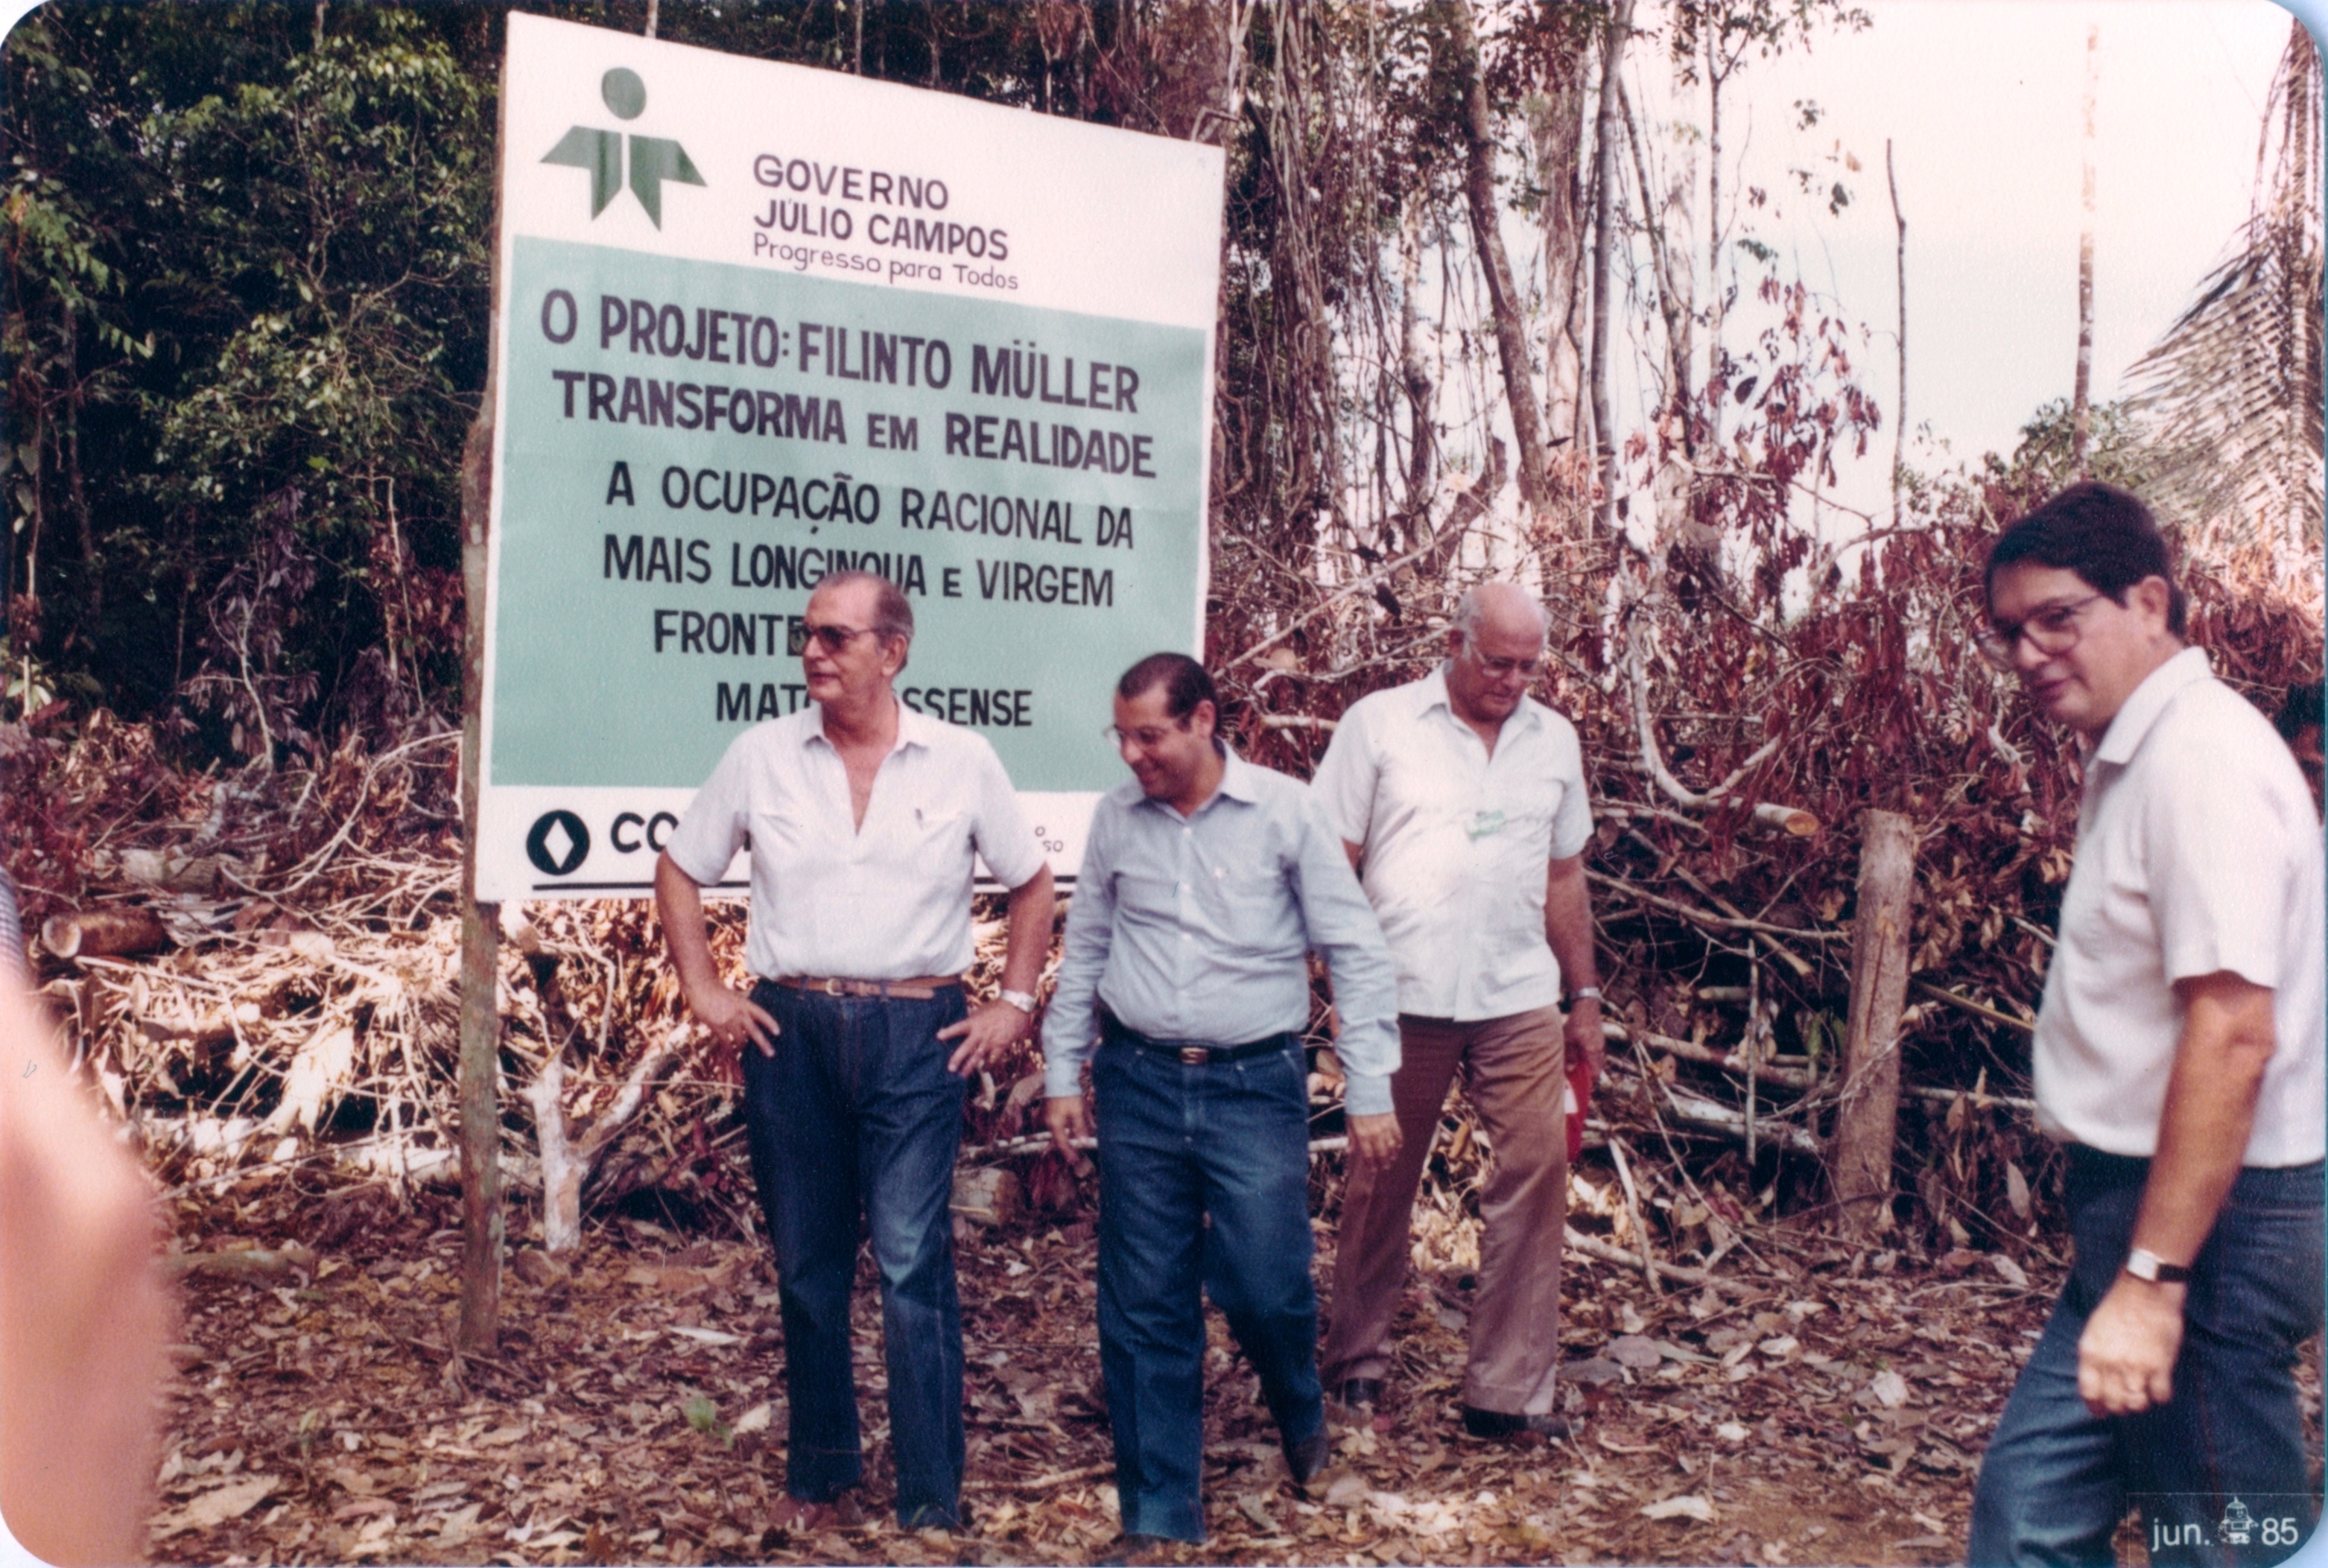 GOVERNO
JÚLIO CAMPOS
Progresso para Todos
O PROJETO: FILINTO MÜLLER
TRANSFORMA EM REALIDADE
A OCUPAÇÃO RACIONAL DA
MAIS LONGINQUA E VIRGEM
jun. 85